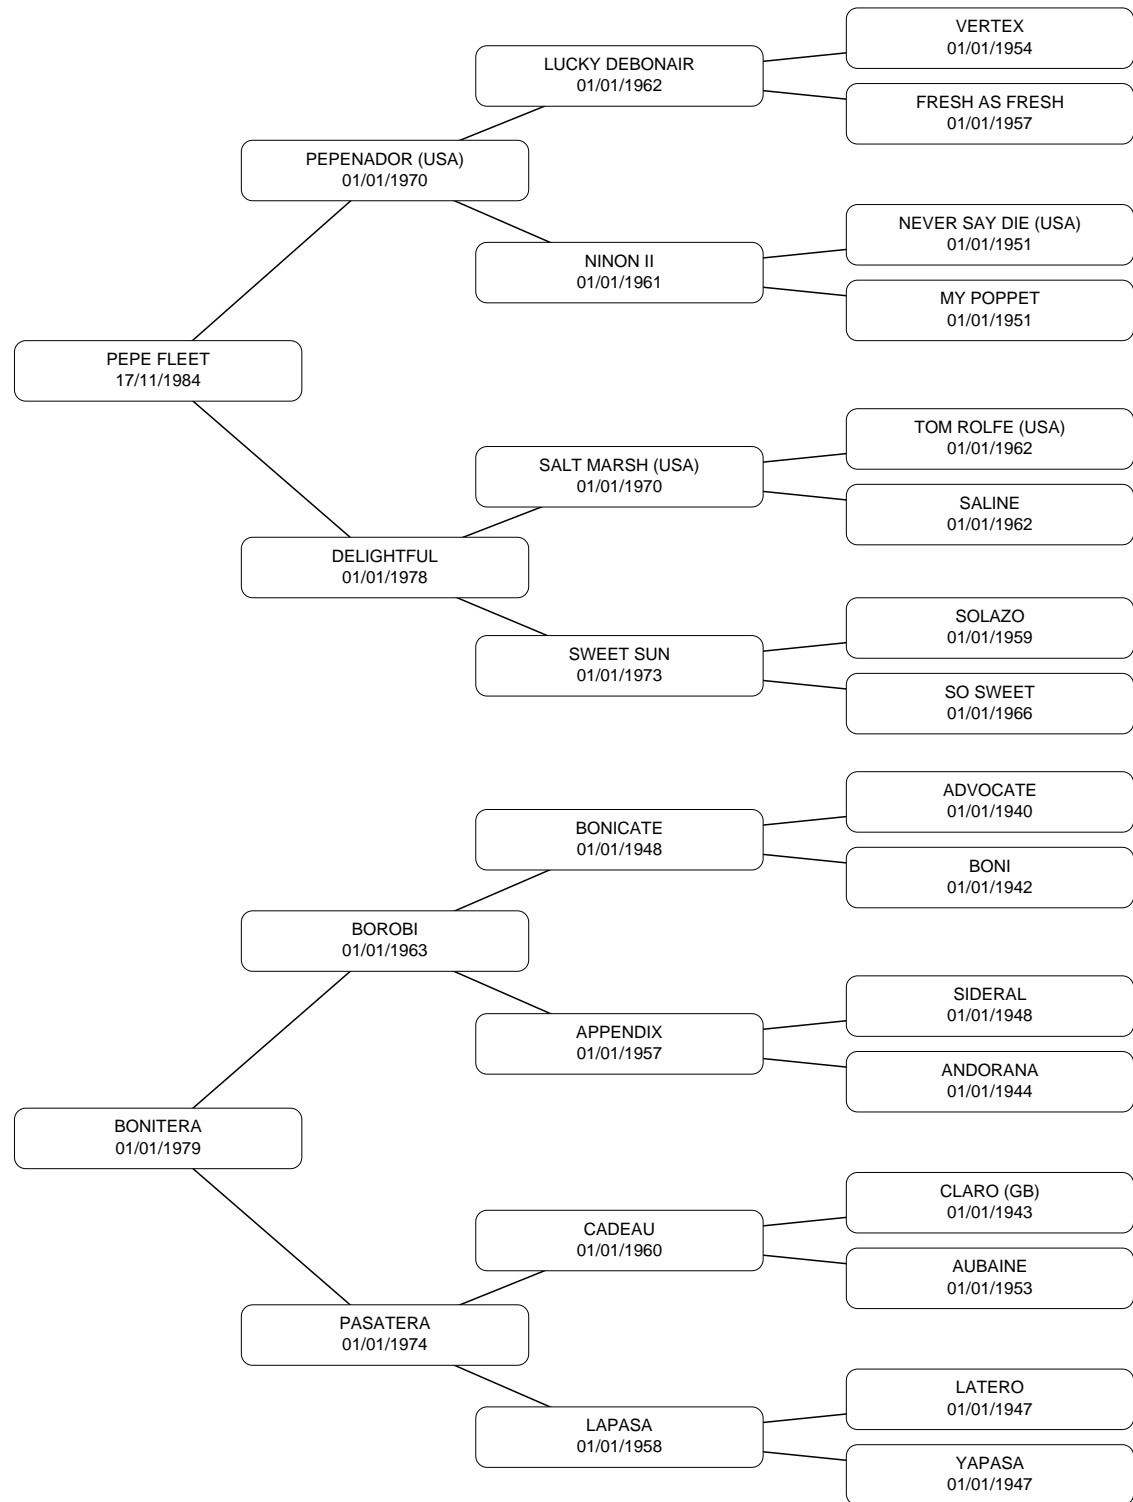 VERTEX
01/01/1954
LUCKY DEBONAIR
01/01/1962
FRESH AS FRESH
01/01/1957
PEPENADOR (USA)
01/01/1970
NEVER SAY DIE (USA)
01/01/1951
NINON II
01/01/1961
MY POPPET
01/01/1951
PEPE FLEET
17/11/1984
TOM ROLFE (USA)
01/01/1962
SALT MARSH (USA)
01/01/1970
SALINE
01/01/1962
DELIGHTFUL
01/01/1978
SOLAZO
01/01/1959
SWEET SUN
01/01/1973
SO SWEET
01/01/1966
ADVOCATE
01/01/1940
BONICATE
01/01/1948
BONI
01/01/1942
BOROBI
01/01/1963
SIDERAL
01/01/1948
APPENDIX
01/01/1957
ANDORANA
01/01/1944
BONITERA
01/01/1979
CLARO (GB)
01/01/1943
CADEAU
01/01/1960
AUBAINE
01/01/1953
PASATERA
01/01/1974
LATERO
01/01/1947
LAPASA
01/01/1958
YAPASA
01/01/1947